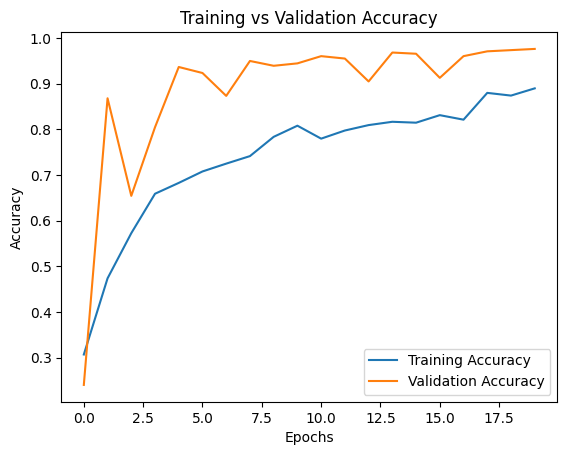 Training vs Validation Accuracy
1.0
0.9
0.8
0.7
0.6
0.5
0.4
0.3
Accuracy
0.0 2.5 5.0 7.5 10.0 12.5 15.0 17.5
Epochs
Training Accuracy
Validation Accuracy